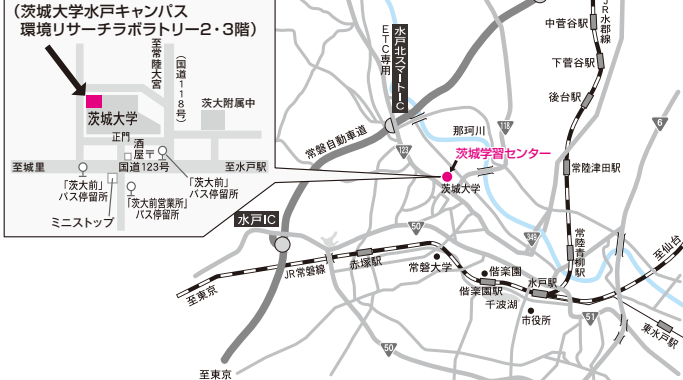 （茨城大学水戸キャンパス
環境リサーチラボラトリー2・3階）
至常陸大宮
（国道118号）
茨大附属中
茨城大学
正門
酒屋〒
至城里
国道123号
至水戸駅
「茨大前」
バス停留所
「茨大前」
バス停留所
「茨大前営業所」
バス停留所
ミニストップ
水戸北スマートIC
ETC専用
JR水郡線
中菅谷駅
下菅谷駅
後台駅
常陸津田駅
常陸青柳駅
那珂川
常磐自動車道
118
123
6
茨城学習センター
茨城大学
水戸IC
50
349
至仙台
JR常磐線
赤塚駅
常磐大学
偕楽園
偕楽園駅
水戸駅
千波湖
市役所
51
東水戸駅
至東京
50
至東京